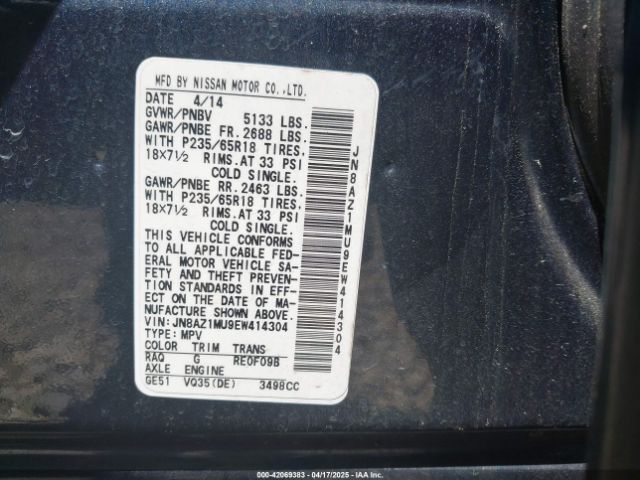 MFD BY NISSAN MOTOR CO.,LTD.
DATE 4/14
GVWR/PNBV 5133 LBS.
GAWR/PNBE FR. 2688 LBS.
WITH P235/65R18 TIRES.
18X7½ RIMS.AT 33 PSI
COLD SINGLE.
GAWR/PNBE RR. 2463 LBS.
WITH P235/65R18 TIRES.
18X7½ RIMS.AT 33 PSI
COLD SINGLE.
THIS VEHICLE CONFORMS
TO ALL APPLICABLE FED-
ERAL MOTOR VEHICLE SA-
FETY AND THEFT PREVEN-
TION STANDARDS IN EFF-
ECT ON THE DATE OF MA-
NUFACTURE SHOWN ABOVE.
VIN: JN8AZ1MU9EW414304
TYPE: MPV
COLOR TRIM TRANS
RAQ G RE0F09B
AXLE ENGINE
GE51 VQ35(DE) 3498CC
JN8AZ1MU9EW414304
000-42069383 - 04/17/2025 - IAAI, Inc.